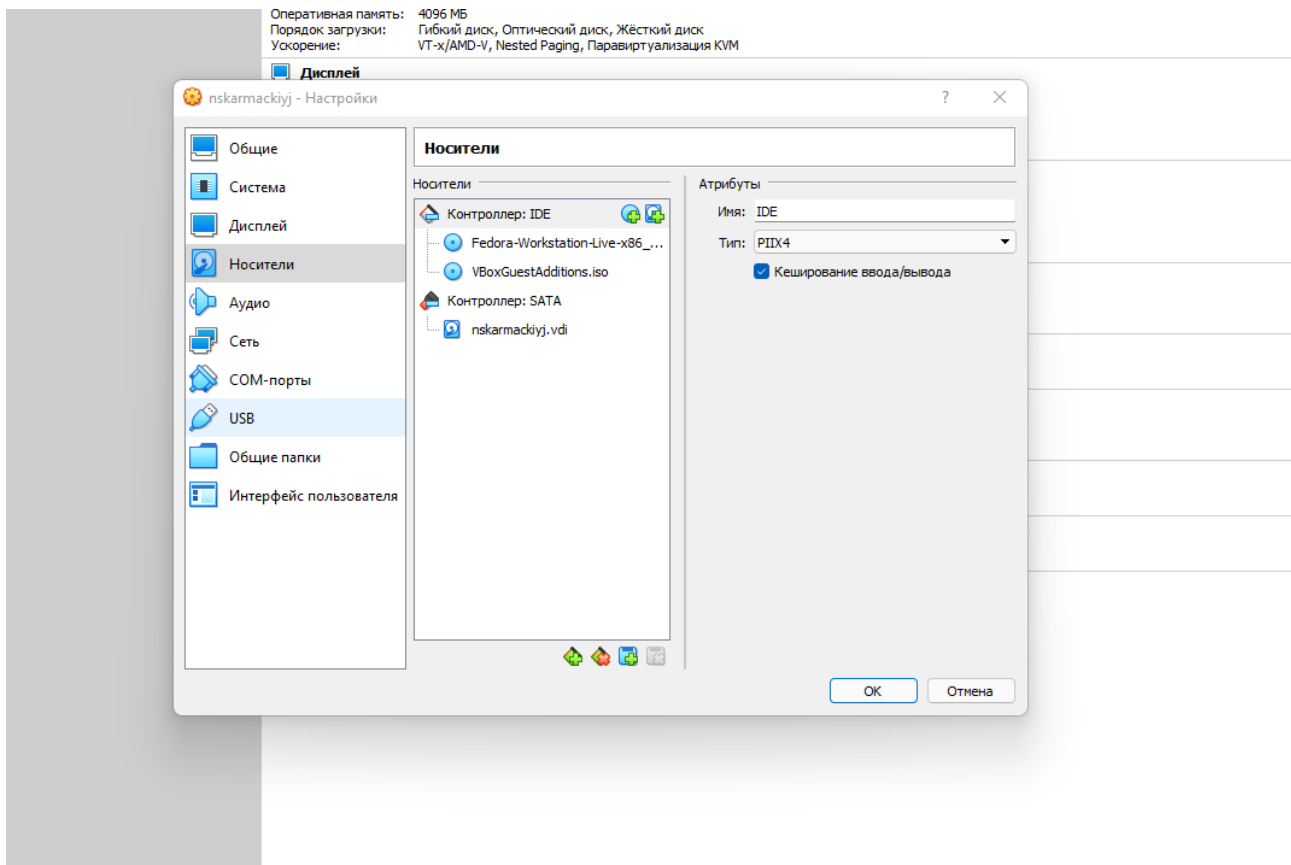 Оперативная память: 4096 МБ
Порядок загрузки: Гибкий диск, Оптический диск, Жёсткий диск
Ускорение: VT-x/AMD-V, Nested Paging, Паравиртуализация KVM
Дисплей
nskarmackiyj - Настройки
?
Общие
Система
Дисплей
Носители
Аудио
Сеть
COM-порты
USB
Общие папки
Интерфейс пользователя
Носители
Носители
Контроллер: IDE
Fedora-Workstation-Live-x86_...
VBoxGuestAdditions.iso
Контроллер: SATA
nskarmackiyj.vdi
Атрибуты
Имя: IDE
Тип: PIIX4
Кеширование ввода/вывода
OK
Отмена